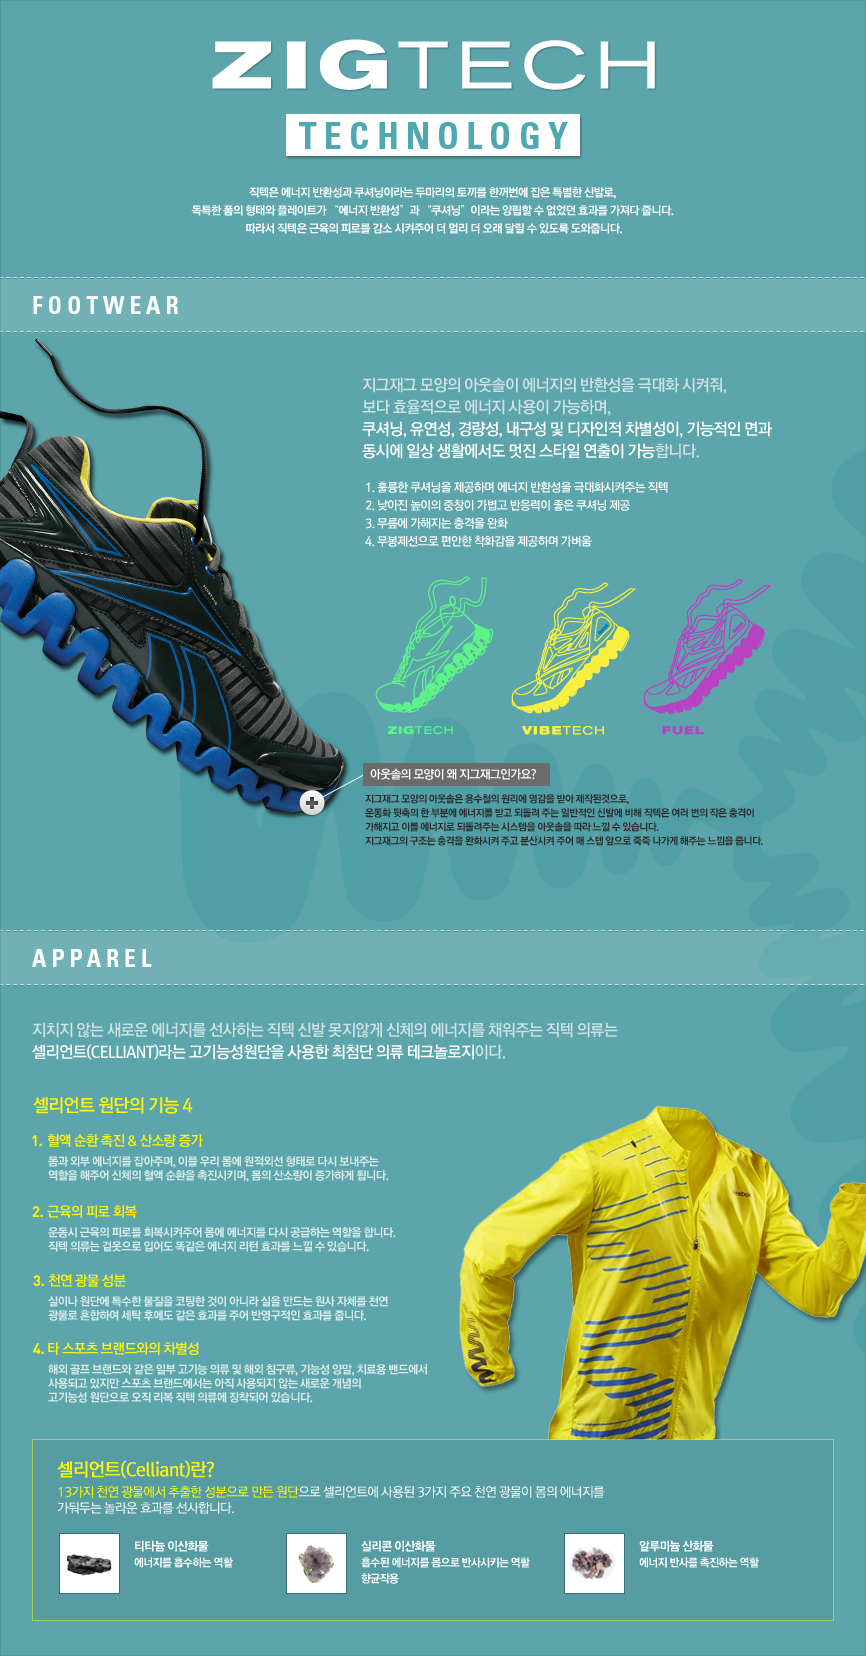 ZIGTECH
TECHNOLOGY
직텍은 에너지 반환성과 쿠셔닝이라는 두마리의 토끼를 한꺼번에 잡은 특별한 신발로,
독특한 폼의 형태와 플레이트가 “에너지 반환성” 과 “쿠셔닝” 이라는 양립할 수 없었던 효과를 가져다 줍니다.
따라서 직텍은 근육의 피로를 감소 시켜주어 더 멀리 더 오래 달릴 수 있도록 도와줍니다.
FOOTWEAR
지그재그 모양의 아웃솔이 에너지의 반환성을 극대화 시켜줘,
보다 효율적으로 에너지 사용이 가능하며,
쿠셔닝, 유연성, 경량성, 내구성 및 디자인적 차별성이, 기능적인 면과
동시에 일상 생활에서도 멋진 스타일 연출이 가능합니다.
1. 훌륭한 쿠셔닝을 제공하며 에너지 반환성을 극대화시켜주는 직텍
2. 낮아진 높이의 중창이 가볍고 반응력이 좋은 쿠셔닝 제공
3. 무릎에 가해지는 충격을 완화
4. 무봉제선으로 편안한 착화감을 제공하며 가벼움
ZIGTECH
VIBETECH
FUEL
아웃솔의 모양이 왜 지그재그인가요?
지그재그 모양의 아웃솔은 용수철의 원리에 영감을 받아 제작된것으로,
운동화 뒷축의 한 부분에 에너지를 받고 되돌려 주는 일반적인 신발에 비해 직텍은 여러 번의 작은 충격이
가해지고 이를 에너지로 되돌려주는 시스템을 아웃솔을 따라 느낄 수 있습니다.
지그재그의 구조는 충격을 완화시켜 주고 분산시켜 주어 매 스텝 앞으로 죽죽 나가게 해주는 느낌을 줍니다.
APPAREL
지치지 않는 새로운 에너지를 선사하는 직텍 신발 못지않게 신체의 에너지를 채워주는 직텍 의류는
셀리언트(CELLIANT)라는 고기능성원단을 사용한 최첨단 의류 테크놀로지이다.
셀리언트 원단의 기능 4
1. 혈액 순환 촉진 & 산소량 증가
몸과 외부 에너지를 잡아주며, 이를 우리 몸에 원적외선 형태로 다시 보내주는
역할을 해주어 신체의 혈액 순환을 촉진시키며, 몸의 산소량이 증가하게 됩니다.
2. 근육의 피로 회복
운동시 근육의 피로를 회복시켜주어 몸에 에너지를 다시 공급하는 역할을 합니다.
직텍 의류는 겉옷으로 입어도 똑같은 에너지 리턴 효과를 느낄 수 있습니다.
3. 천연 광물 성분
실이나 원단에 특수한 물질을 코팅한 것이 아니라 실을 만드는 원사 자체를 천연
광물로 혼합하여 세탁 후에도 같은 효과를 주어 반영구적인 효과를 줍니다.
4. 타 스포츠 브랜드와의 차별성
해외 골프 브랜드와 같은 일부 고기능 의류 및 해외 침구류, 기능성 양말, 치료용 밴드에서
사용되고 있지만 스포츠 브랜드에서는 아직 사용되지 않는 새로운 개념의
고기능성 원단으로 오직 리복 직텍 의류에 장착되어 있습니다.
Reebok
셀리언트(Celliant)란?
13가지 천연 광물에서 추출한 성분으로 만든 원단으로 셀리언트에 사용된 3가지 주요 천연 광물이 몸의 에너지를
가둬두는 놀라운 효과를 선사합니다.
티타늄 이산화물
에너지를 흡수하는 역할
실리콘 이산화물
흡수된 에너지를 몸으로 반사시키는 역할
향균작용
알루미늄 산화물
에너지 반사를 촉진하는 역할